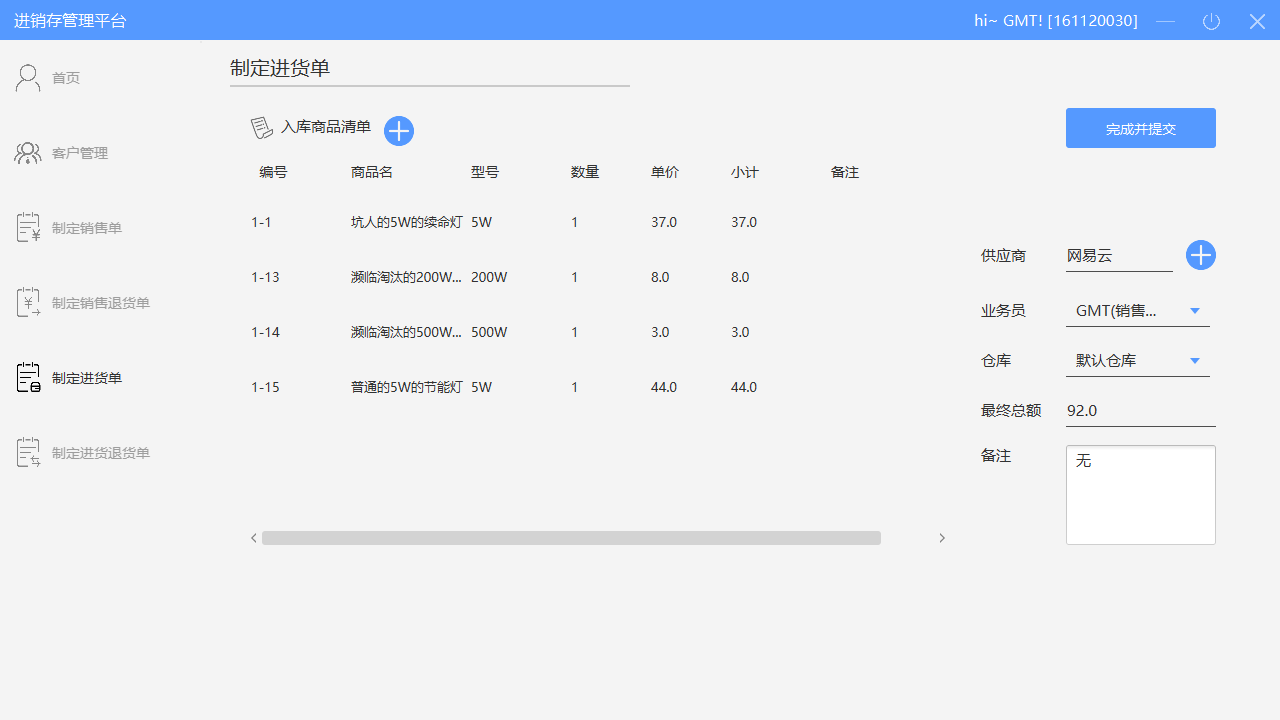 进销存管理平台
hi~ GMT! [161120030]
首页
客户管理
制定销售单
制定销售退货单
制定进货单
制定进货退货单
制定进货单
入库商品清单
完成并提交
编号 商品名 型号 数量 单价 小计 备注
1-1 坑人的5W的续命灯 5W 1 37.0 37.0
1-13 濒临淘汰的200W... 200W 1 8.0 8.0
1-14 濒临淘汰的500W... 500W 1 3.0 3.0
1-15 普通的5W的节能灯 5W 1 44.0 44.0
供应商 网易云
业务员 GMT(销售...
仓库 默认仓库
最终总额 92.0
备注 无